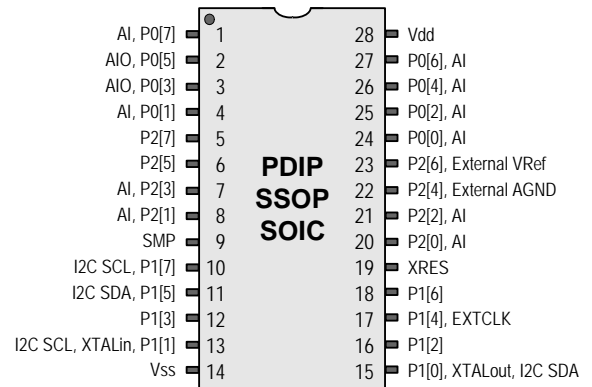 AI, P0[7] 1 28 Vdd
AIO, P0[5] 2 27 P0[6], AI
AIO, P0[3] 3 26 P0[4], AI
AI, P0[1] 4 25 P0[2], AI
P2[7] 5 24 P0[0], AI
P2[5] 6 PDIP 23 P2[6], External VRef
AI, P2[3] 7 SSOP 22 P2[4], External AGND
AI, P2[1] 8 SOIC 21 P2[2], AI
SMP 9 20 P2[0], AI
I2C SCL, P1[7] 10 19 XRES
I2C SDA, P1[5] 11 18 P1[6]
P1[3] 12 17 P1[4], EXTCLK
I2C SCL, XTALin, P1[1] 13 16 P1[2]
Vss 14 15 P1[0], XTALout, I2C SDA